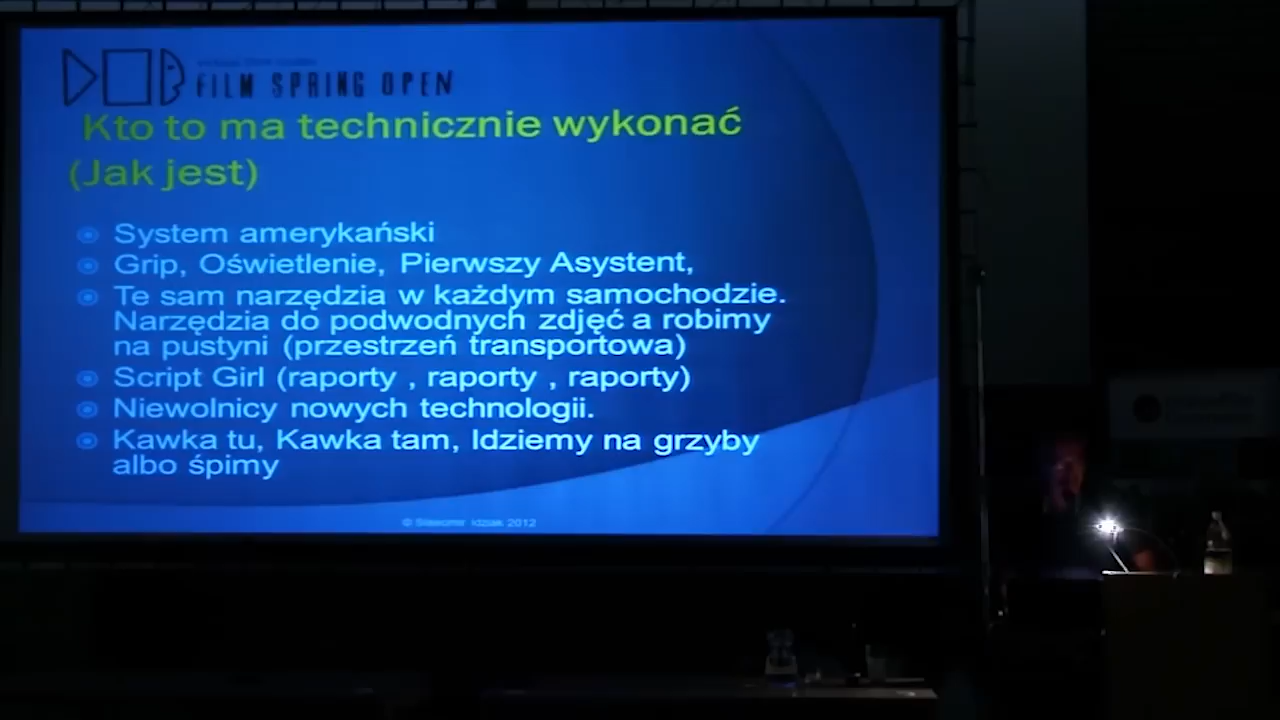 FILM SPRING OPEN
Kto to ma technicznie wykonać
(Jak jest)
System amerykański
Grip, Oświetlenie, Pierwszy Asystent,
Te sam narzędzia w każdym samochodzie.
Narzędzia do podwodnych zdjęć a robimy
na pustyni (przestrzeń transportowa)
Script Girl (raporty , raporty , raporty)
Niewolnicy nowych technologii.
Kawka tu, Kawka tam, Idziemy na grzyby
albo śpimy
© Sławomir Idziak 2012